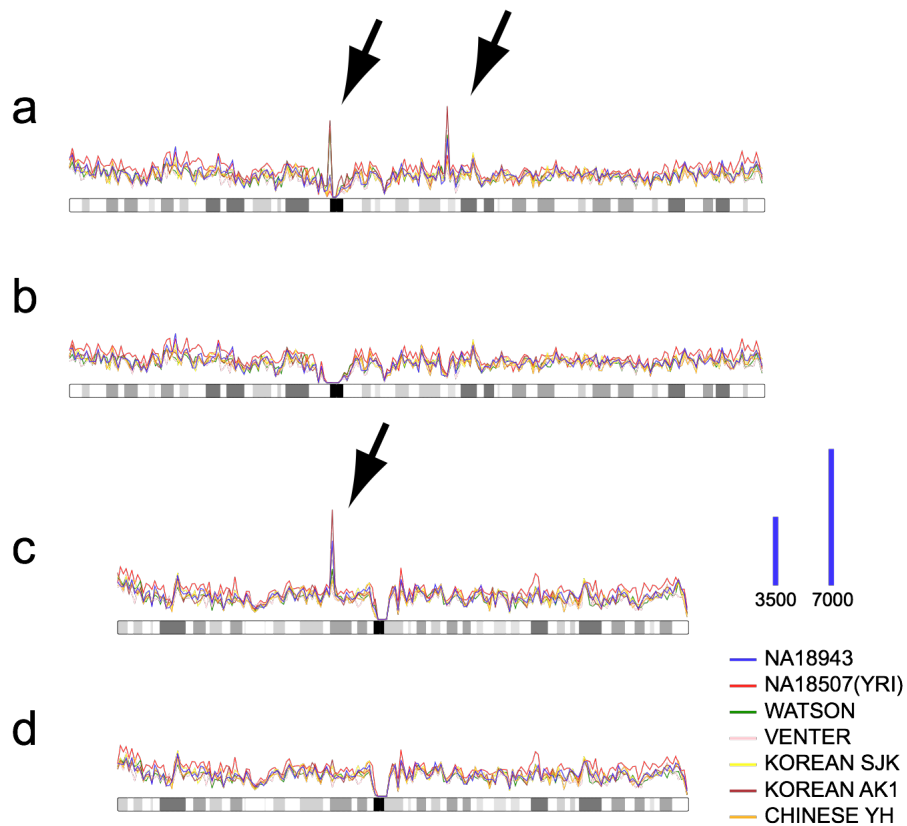 a
b
c
d
3500 7000
NA18943
NA18507(YRI)
WATSON
VENTER
KOREAN SJK
KOREAN AK1
CHINESE YH